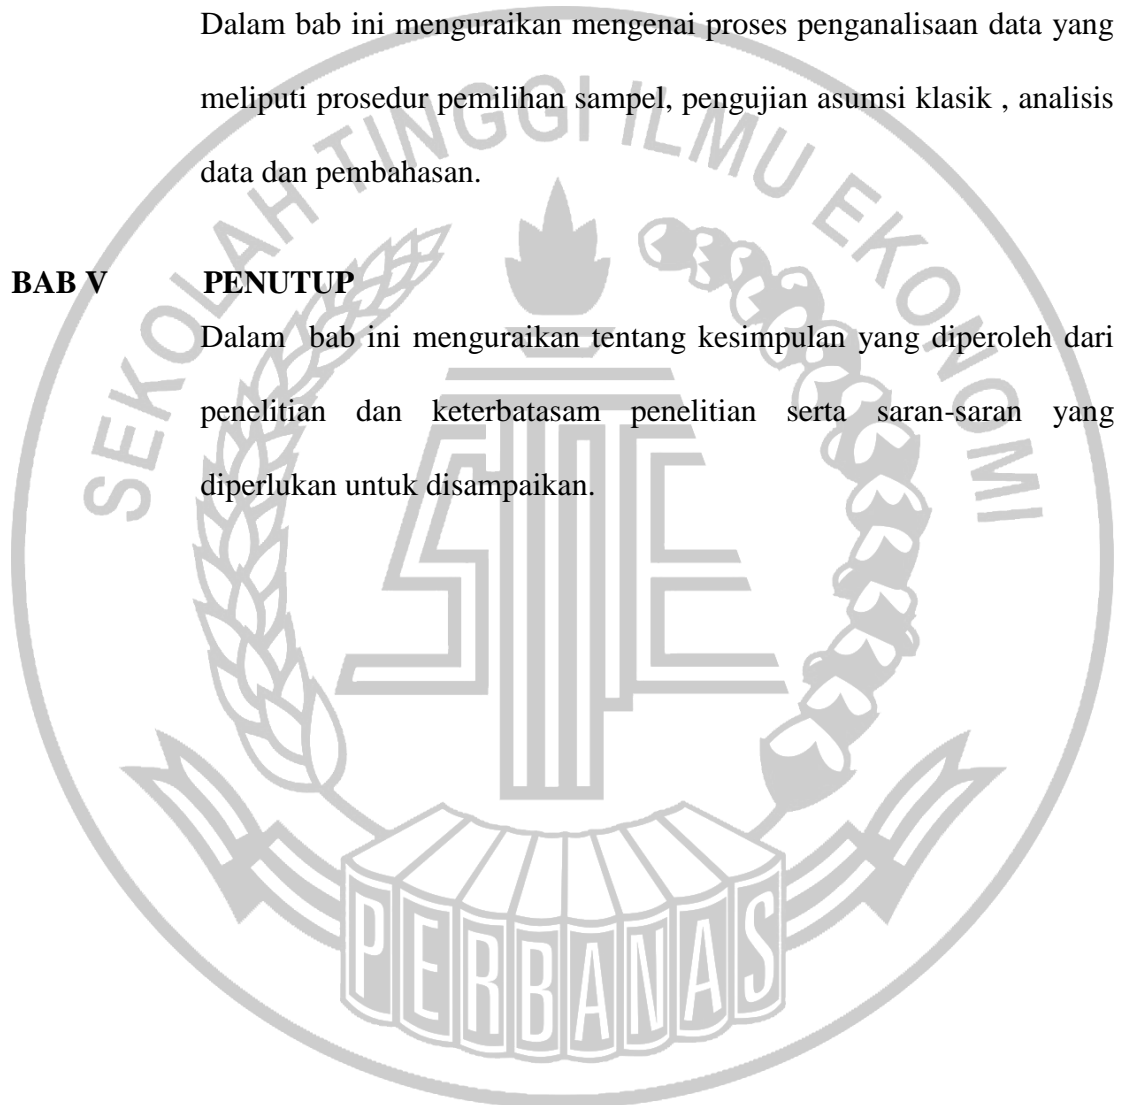 Dalam bab ini menguraikan mengenai proses penganalisaan data yang
meliputi prosedur pemilihan sampel, pengujian asumsi klasik , analisis
data dan pembahasan.
BAB V PENUTUP
Dalam bab ini menguraikan tentang kesimpulan yang diperoleh dari
penelitian dan keterbatasam penelitian serta saran-saran yang
diperlukan untuk disampaikan.
SEKOLAH TINGGI ILMU EKONOMI
STIE
PERBANAS